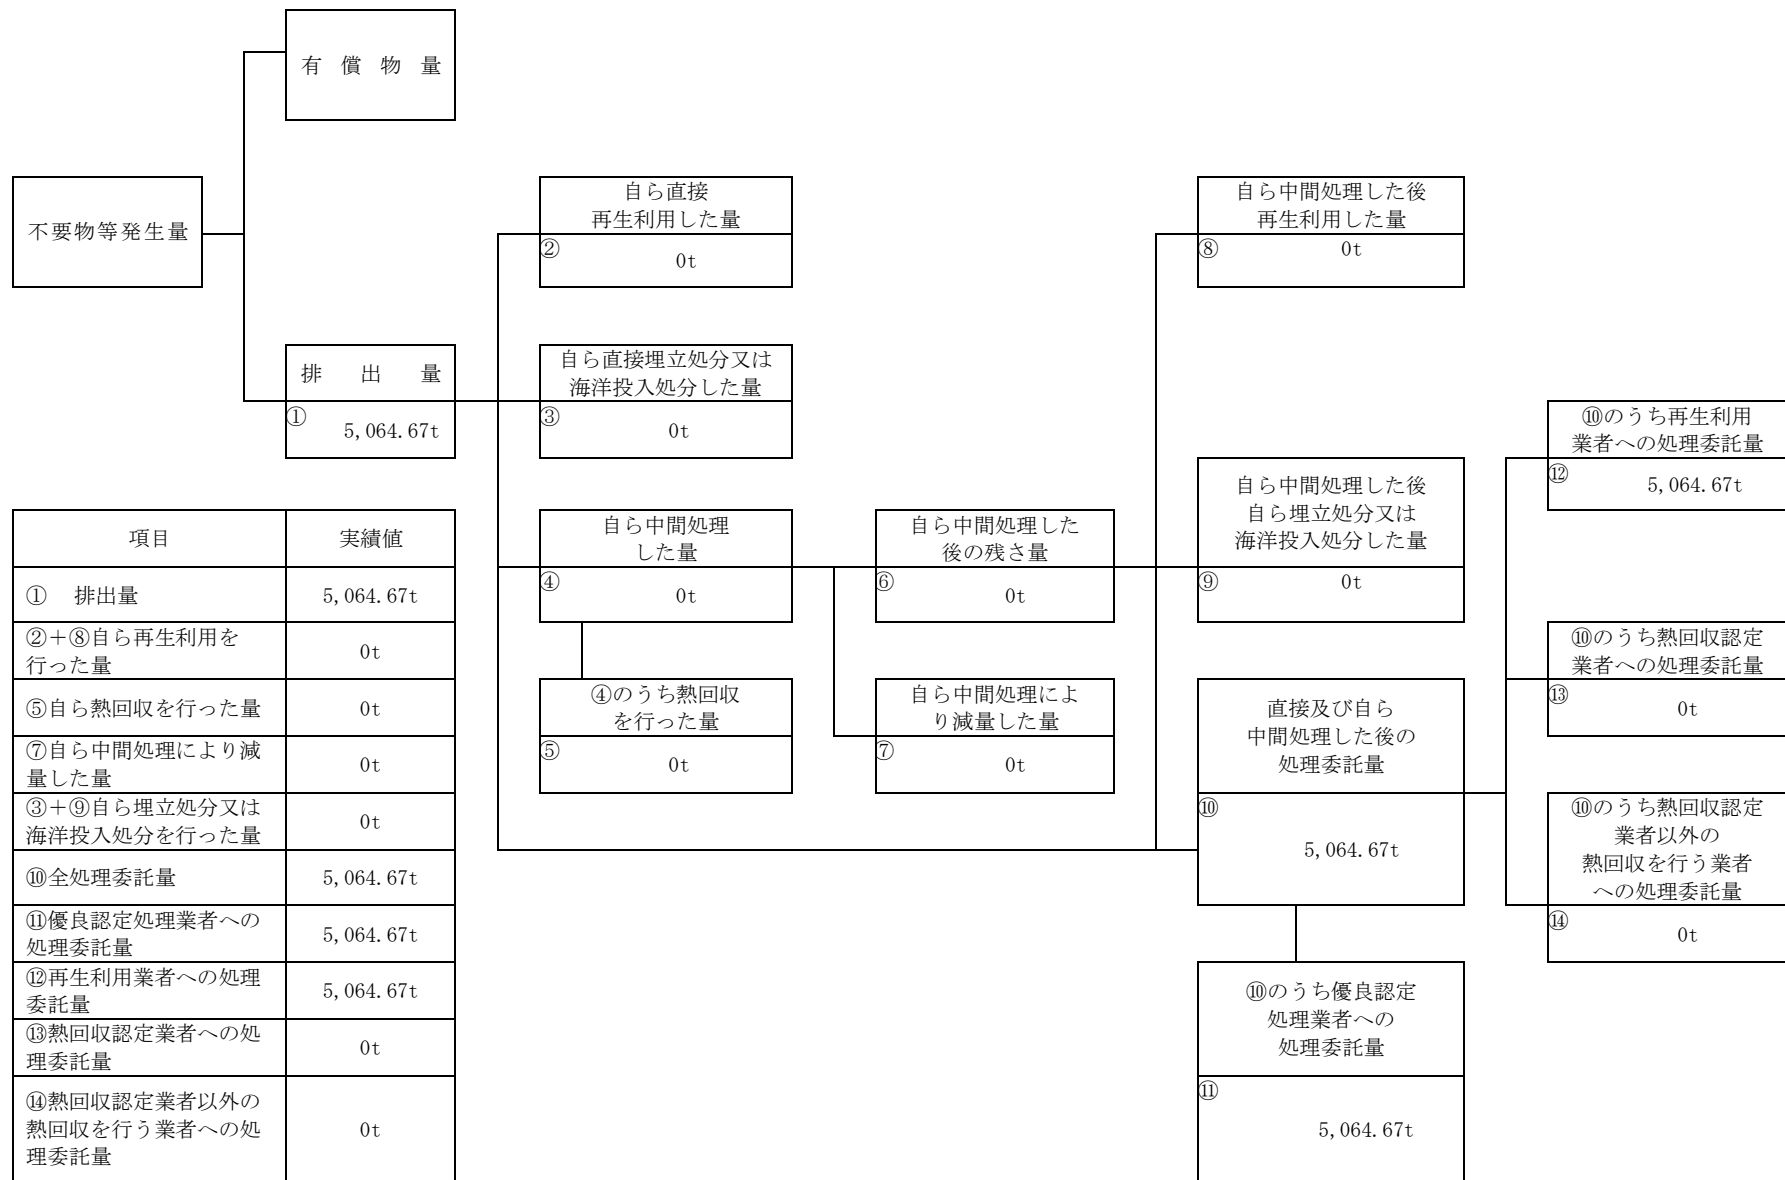 有 償 物 量
不要物等発生量
自ら直接
再生利用した量
②
0t
自ら中間処理した後
再生利用した量
⑧
0t
排 出 量
①
5,064.67t
自ら直接埋立処分又は
海洋投入処分した量
③
0t
⑩のうち再生利用
業者への処理委託量
⑫
5,064.67t
自ら中間処理
した量
④
0t
自ら中間処理した
後の残さ量
⑥
0t
自ら中間処理した後
自ら埋立処分又は
海洋投入処分した量
⑨
0t
⑩のうち熱回収認定
業者への処理委託量
⑬
0t
④のうち熱回収
を行った量
⑤
0t
自ら中間処理によ
り減量した量
⑦
0t
直接及び自ら
中間処理した後の
処理委託量
⑩
5,064.67t
⑩のうち熱回収認定
業者以外の
熱回収を行う業者
への処理委託量
⑭
0t
⑩のうち優良認定
処理業者への
処理委託量
⑪
5,064.67t
項目 実績値
① 排出量 5,064.67t
②＋⑧自ら再生利用を
行った量 0t
⑤自ら熱回収を行った量 0t
⑦自ら中間処理により減
量した量 0t
③＋⑨自ら埋立処分又は
海洋投入処分を行った量 0t
⑩全処理委託量 5,064.67t
⑪優良認定処理業者への
処理委託量 5,064.67t
⑫再生利用業者への処理
委託量 5,064.67t
⑬熱回収認定業者への処
理委託量 0t
⑭熱回収認定業者以外の
熱回収を行う業者への処
理委託量 0t